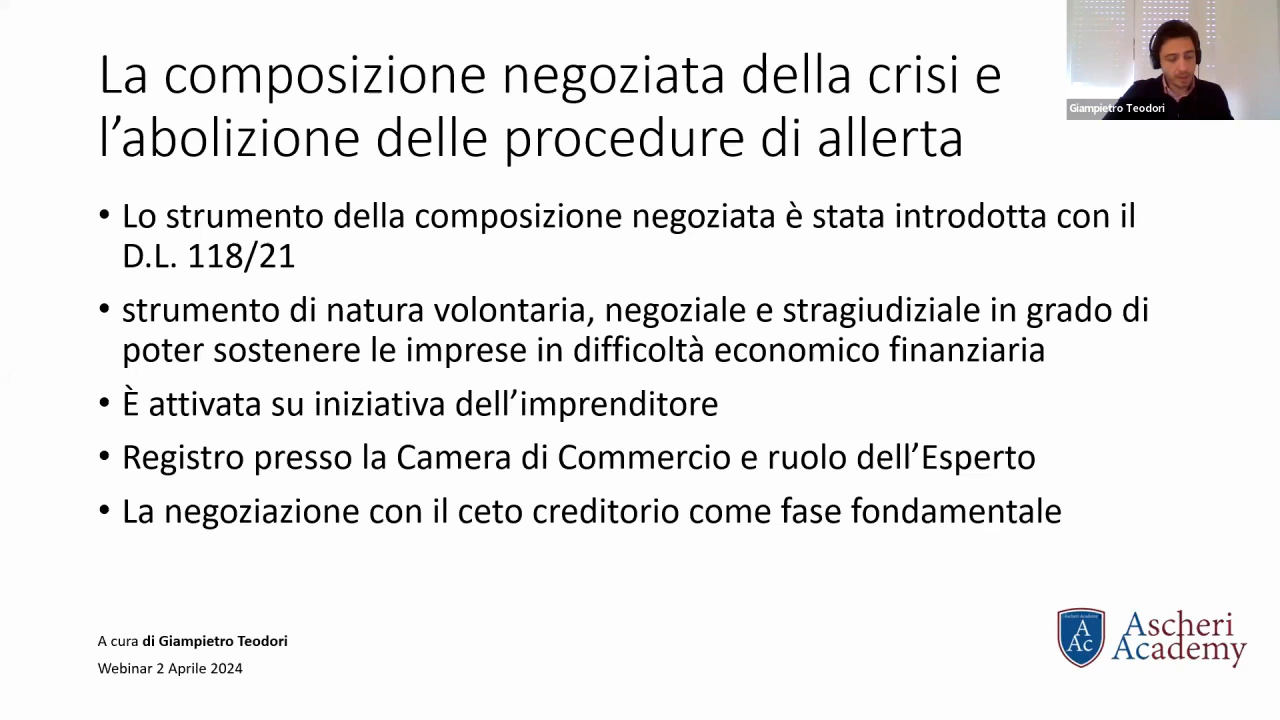 La composizione negoziata della crisi e
l’abolizione delle procedure di allerta
Giampietro Teodori
• Lo strumento della composizione negoziata è stata introdotta con il
D.L. 118/21
• strumento di natura volontaria, negoziale e stragiudiziale in grado di
poter sostenere le imprese in difficoltà economico finanziaria
• È attivata su iniziativa dell’imprenditore
• Registro presso la Camera di Commercio e ruolo dell’Esperto
• La negoziazione con il ceto creditorio come fase fondamentale
A cura di Giampietro Teodori
Webinar 2 Aprile 2024
A
Ac
Ascheri
Academy